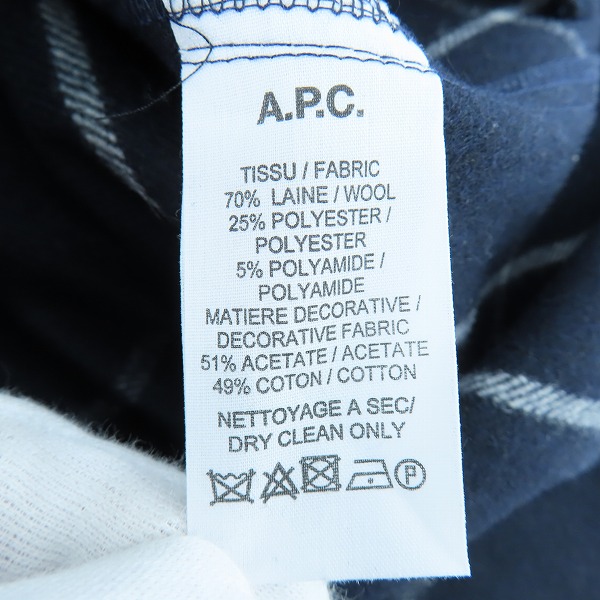 A.P.C.
TISSU / FABRIC
70% LAINE / WOOL
25% POLYESTER /
POLYESTER
5% POLYAMIDE /
POLYAMIDE
MATIERE DECORATIVE /
DECORATIVE FABRIC
51% ACETATE / ACETATE
49% COTON / COTTON
NETTOYAGE A SEC/
DRY CLEAN ONLY
P